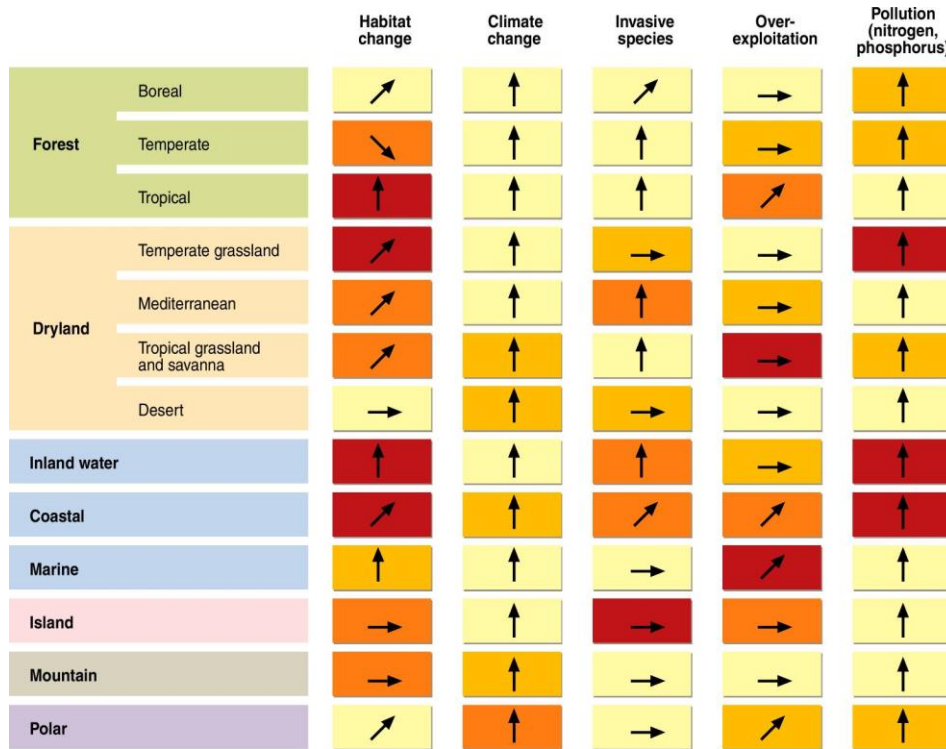 Habitat
change
Climate
change
Invasive
species
Over-
exploitation
Pollution
(nitrogen,
phosphorus)
Forest
Boreal
Temperate
Tropical
Dryland
Temperate grassland
Mediterranean
Tropical grassland
and savanna
Desert
Inland water
Coastal
Marine
Island
Mountain
Polar